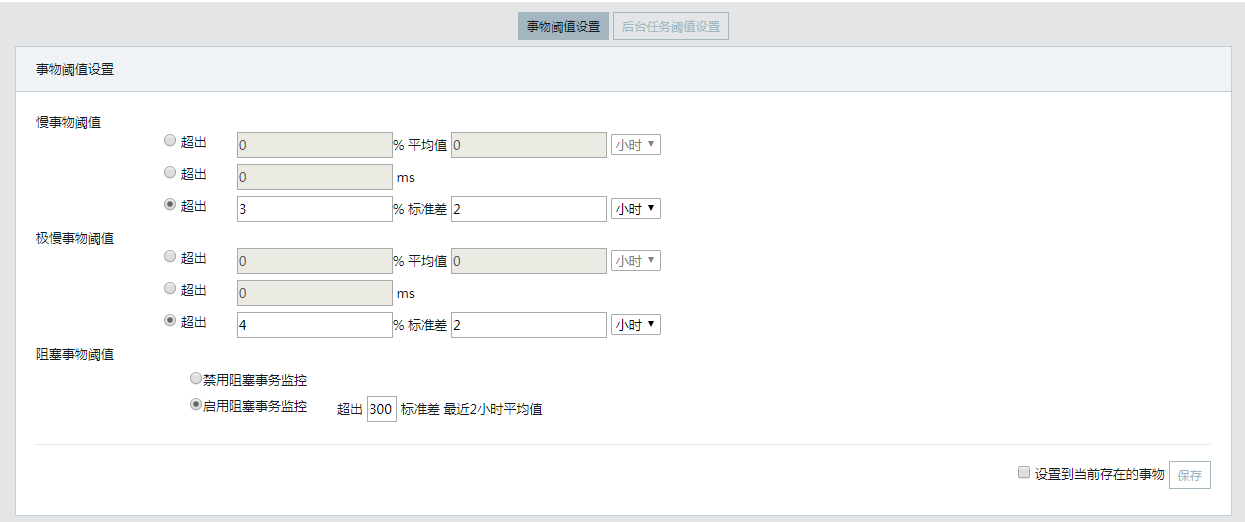 事物阈值设置 后台任务阈值设置
事物阈值设置
慢事物阈值
超出 0 % 平均值 0 小时
超出 0 ms
超出 3 % 标准差 2 小时
极慢事物阈值
超出 0 % 平均值 0 小时
超出 0 ms
超出 4 % 标准差 2 小时
阻塞事物阈值
禁用阻塞事务监控
启用阻塞事务监控 超出 300 标准差 最近2小时平均值
设置到当前存在的事物 保存